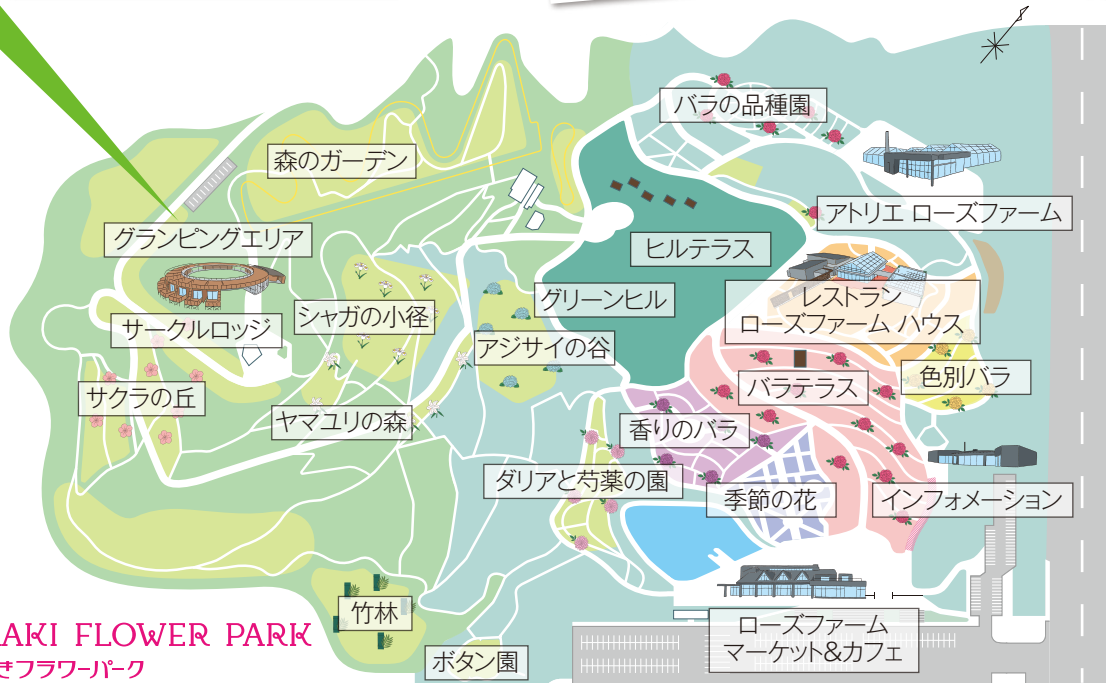 バラの品種園
森のガーデン
アトリエ ローズファーム
グランピングエリア
ヒルテラス
グリーンヒル
レストラン
ローズファーム ハウス
シャガの小径
サークルロッジ
アジサイの谷
色別バラ
サクラの丘
バラテラス
ヤマユリの森
香りのバラ
ダリアと芍薬の園
季節の花
インフォメーション
竹林
ローズファーム
マーケット&カフェ
ボタン園
AKI FLOWER PARK
きフラワーパーク